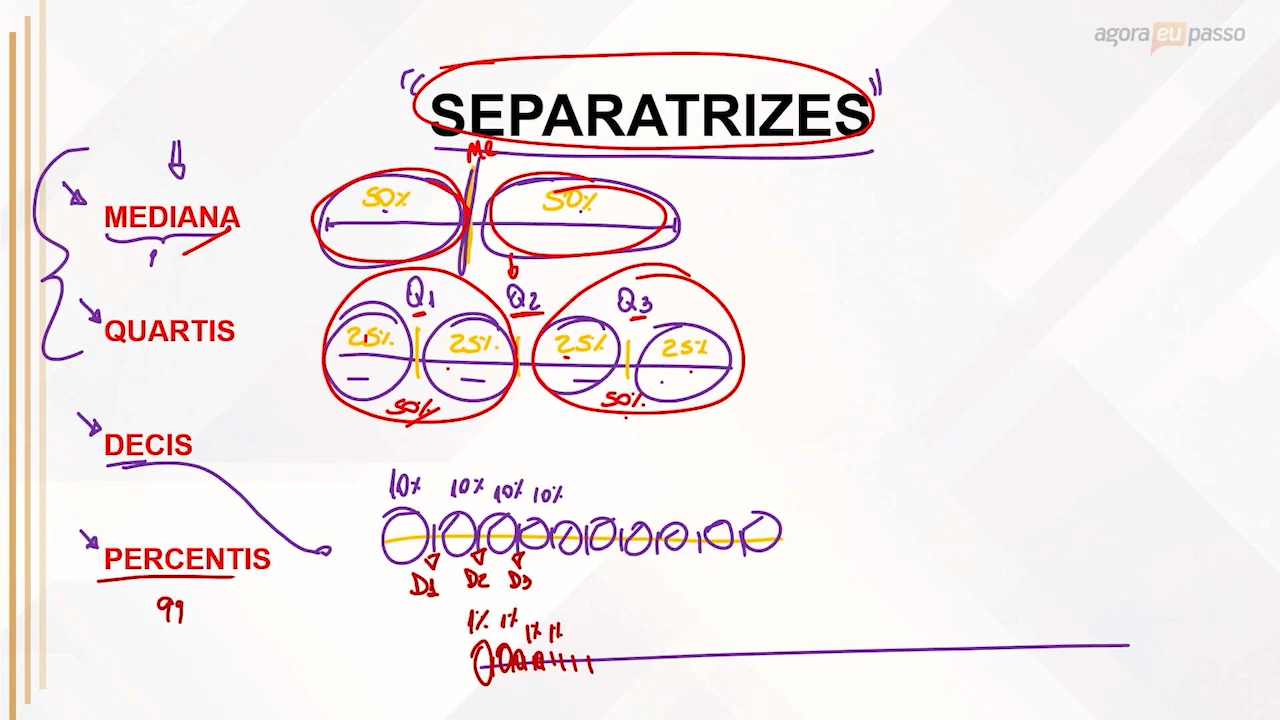 agora eu passo
"SEPARATRIZES"
Me
MEDIANA
1
50% 50%
QUARTIS
Q1 Q2 Q3
25% 25% 25% 25%
50% 50%
DECIS
10% 10% 10% 10%
D1 D2 D3
PERCENTIS
99
1% 1% 1% 1%